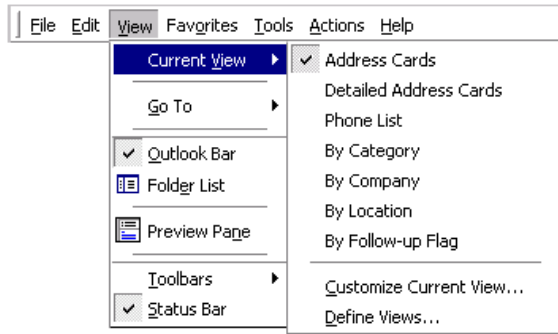 File Edit View Favorites Tools Actions Help
Current View
Go To
Outlook Bar
Folder List
Preview Pane
Toolbars
Status Bar
Address Cards
Detailed Address Cards
Phone List
By Category
By Company
By Location
By Follow-up Flag
Customize Current View...
Define Views...